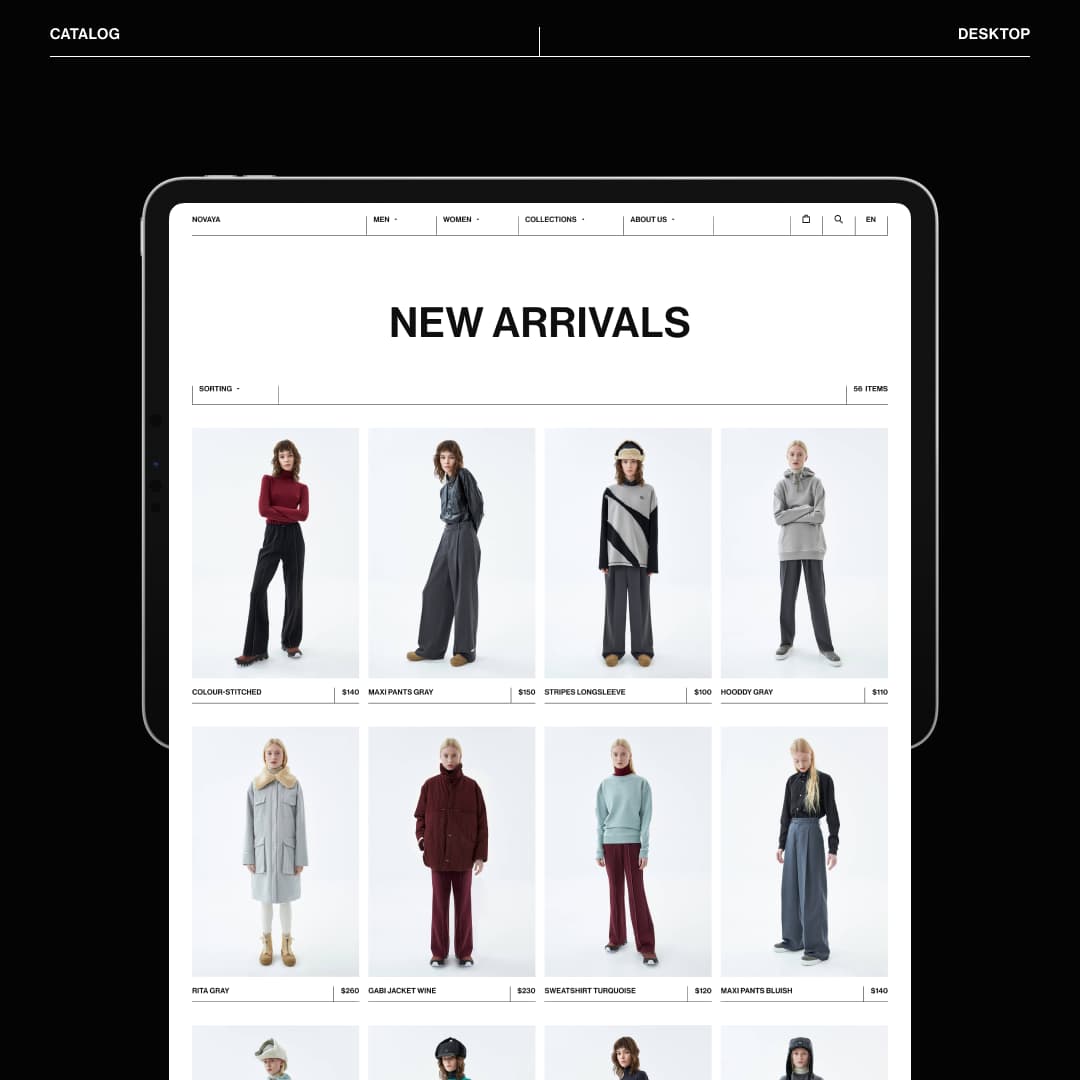 CATALOG DESKTOP
NOVAYA MEN WOMEN COLLECTIONS ABOUT US EN
NEW ARRIVALS
SORTING 56 ITEMS
COLOUR-STITCHED $140 MAXI PANTS GRAY $150 STRIPES LONGSLEEVE $100 HOODDY GRAY $110
RITA GRAY $260 GABI JACKET WINE $230 SWEATSHIRT TURQUOISE $120 MAXI PANTS BLUISH $140